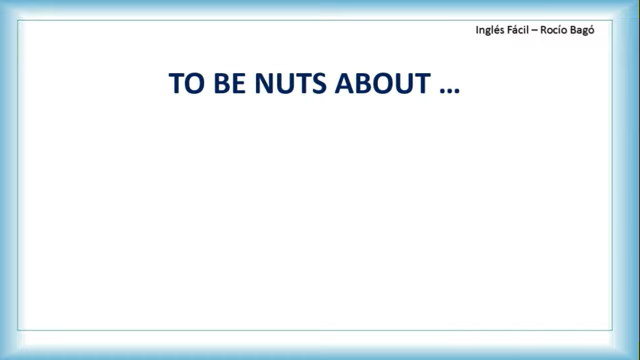 Inglés Fácil – Rocío Bagó
TO BE NUTS ABOUT ...